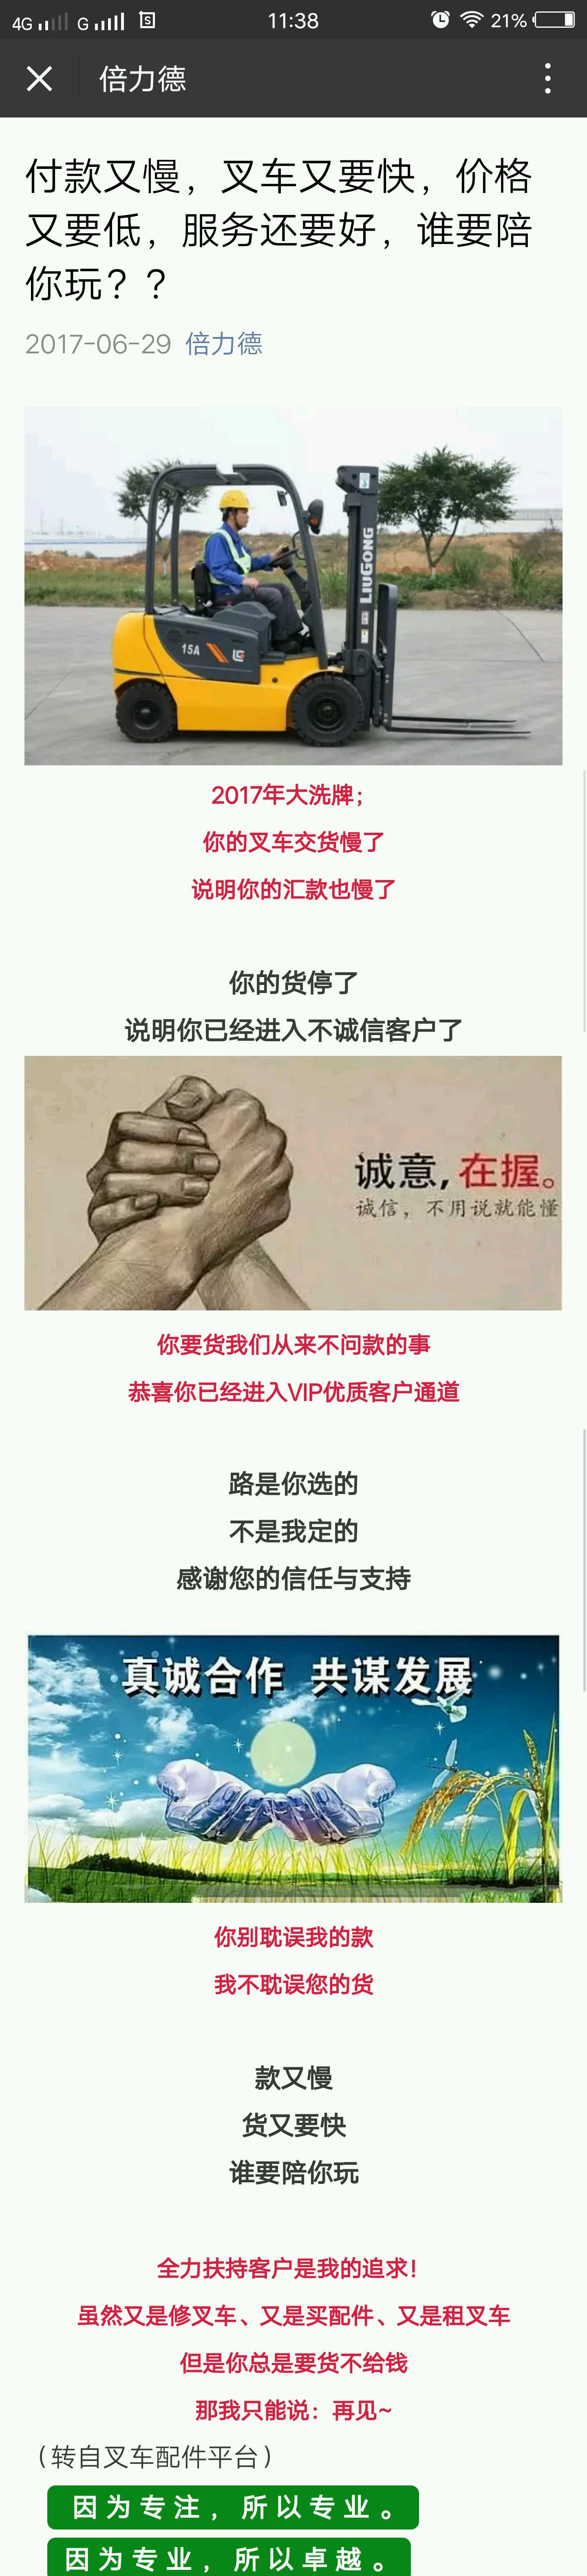 4G G 11:38 21%
倍力德
付款又慢，叉车又要快，价格
又要低，服务还要好，谁要陪
你玩？？
2017-06-29 倍力德
LIUGONG
15A
2017年大洗牌；
你的叉车交货慢了
说明你的汇款也慢了
你的货停了
说明你已经进入不诚信客户了
诚意，在握。
诚信，不用说就能懂
你要货我们从来不问款的事
恭喜你已经进入VIP优质客户通道
路是你选的
不是我定的
感谢您的信任与支持
真诚合作 共谋发展
你别耽误我的款
我不耽误您的货
款又慢
货又要快
谁要陪你玩
全力扶持客户是我的追求！
虽然又是修叉车、又是买配件、又是租叉车
但是你总是要货不给钱
那我只能说：再见~
（转自叉车配件平台）
因为专注，所以专业。
因为专业，所以卓越。